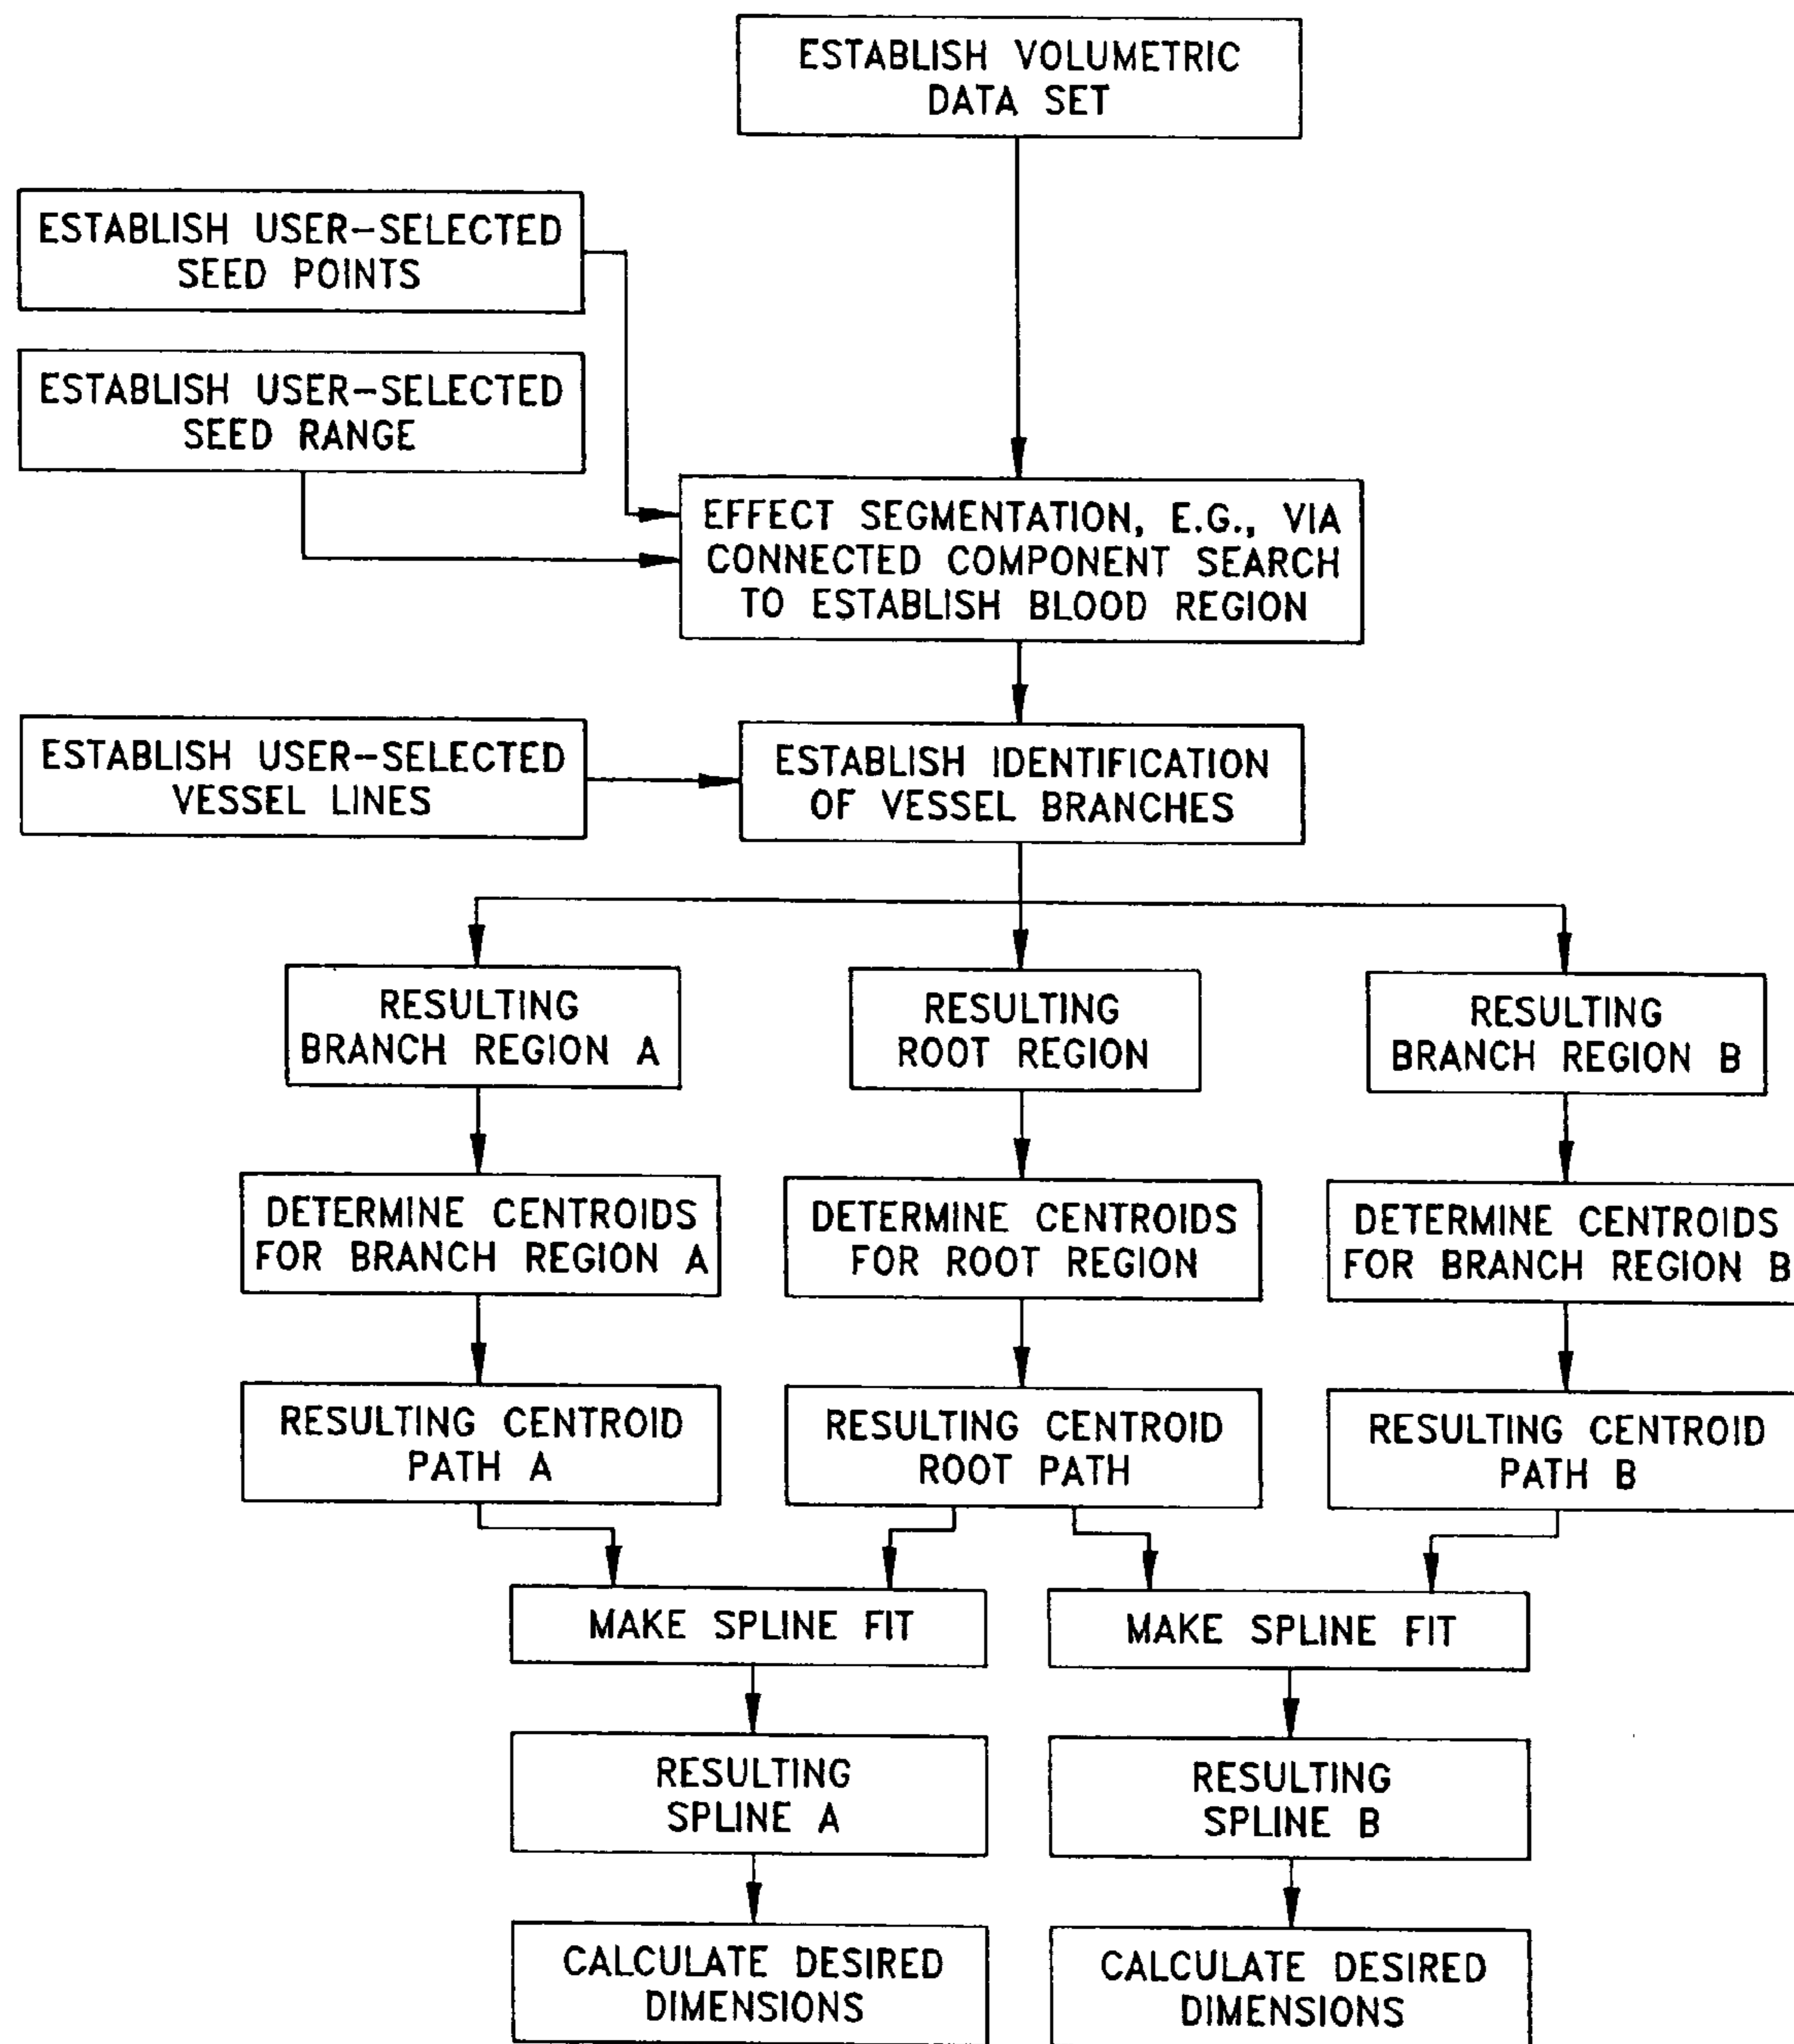 ESTABLISH VOLUMETRIC
DATA SET
ESTABLISH USER-SELECTED
SEED POINTS
ESTABLISH USER-SELECTED
SEED RANGE
EFFECT SEGMENTATION, E.G., VIA
CONNECTED COMPONENT SEARCH
TO ESTABLISH BLOOD REGION
ESTABLISH USER-SELECTED
VESSEL LINES
ESTABLISH IDENTIFICATION
OF VESSEL BRANCHES
RESULTING
BRANCH REGION A
RESULTING
ROOT REGION
RESULTING
BRANCH REGION B
DETERMINE CENTROIDS
FOR BRANCH REGION A
DETERMINE CENTROIDS
FOR ROOT REGION
DETERMINE CENTROIDS
FOR BRANCH REGION B
RESULTING CENTROID
PATH A
RESULTING CENTROID
ROOT PATH
RESULTING CENTROID
PATH B
MAKE SPLINE FIT
MAKE SPLINE FIT
RESULTING
SPLINE A
RESULTING
SPLINE B
CALCULATE DESIRED
DIMENSIONS
CALCULATE DESIRED
DIMENSIONS